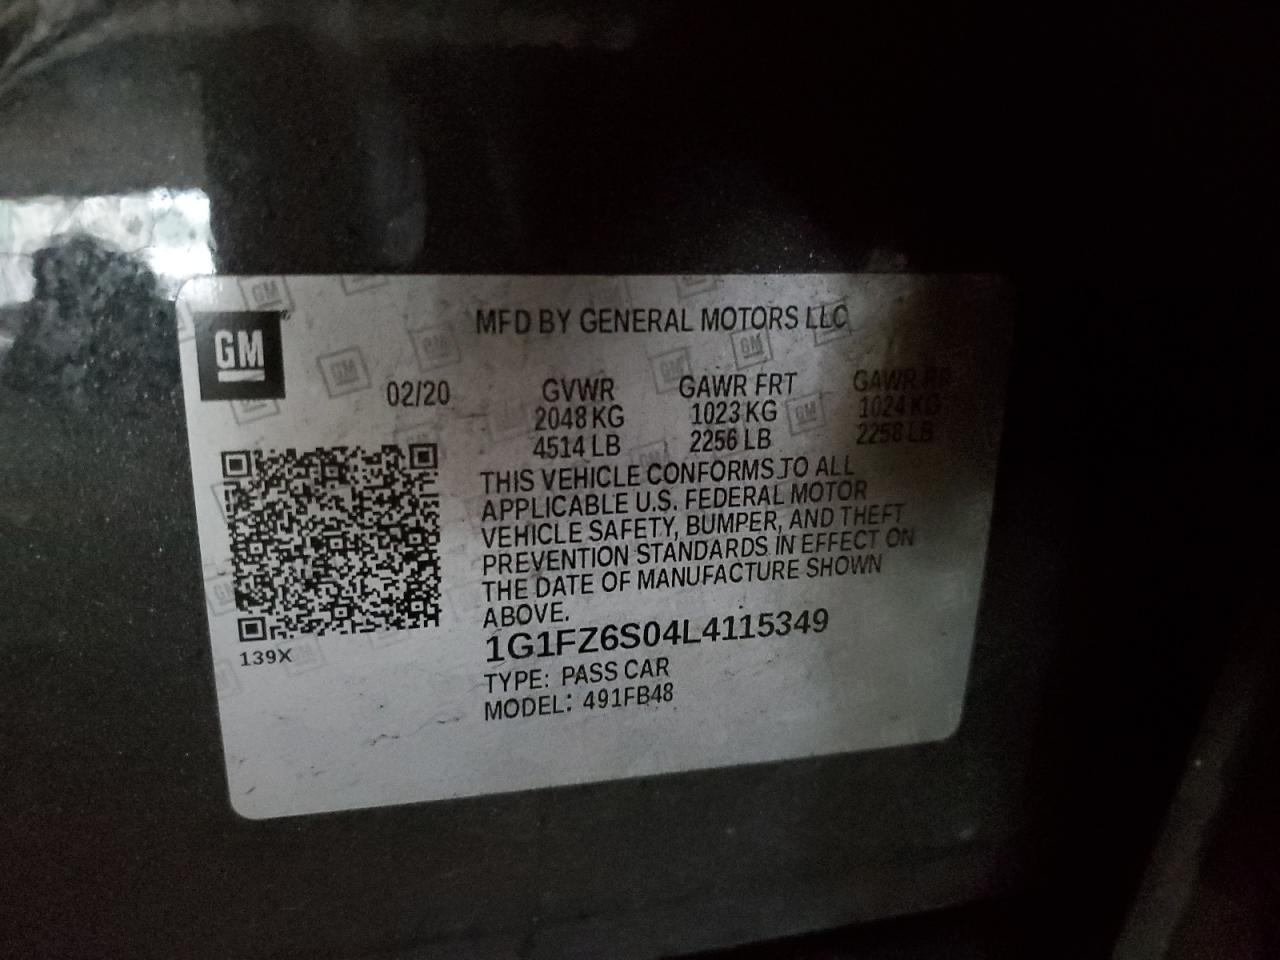 GM
MFD BY GENERAL MOTORS LLC
02/20 GVWR GAWR FRT GAWR RR
2048 KG 1023 KG 1024 KG
4514 LB 2256 LB 2258 LB
THIS VEHICLE CONFORMS TO ALL
APPLICABLE U.S. FEDERAL MOTOR
VEHICLE SAFETY, BUMPER, AND THEFT
PREVENTION STANDARDS IN EFFECT ON
THE DATE OF MANUFACTURE SHOWN
ABOVE.
1G1FZ6S04L4115349
139X
TYPE: PASS CAR
MODEL: 491FB48